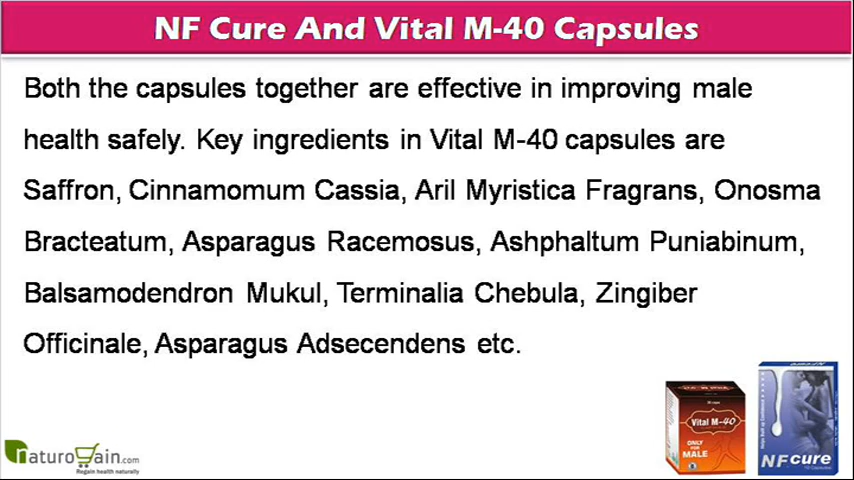 NF Cure And Vital M-40 Capsules
Both the capsules together are effective in improving male
health safely. Key ingredients in Vital M-40 capsules are
Saffron, Cinnamomum Cassia, Aril Myristica Fragrans, Onosma
Bracteatum, Asparagus Racemosus, Ashphaltum Puniabinum,
Balsamodendron Mukul, Terminalia Chebula, Zingiber
Officinale, Asparagus Adsecendens etc.
Vital M-40
ONLY
FOR
MALE
NF cure
naturogain.com
Regain health naturally